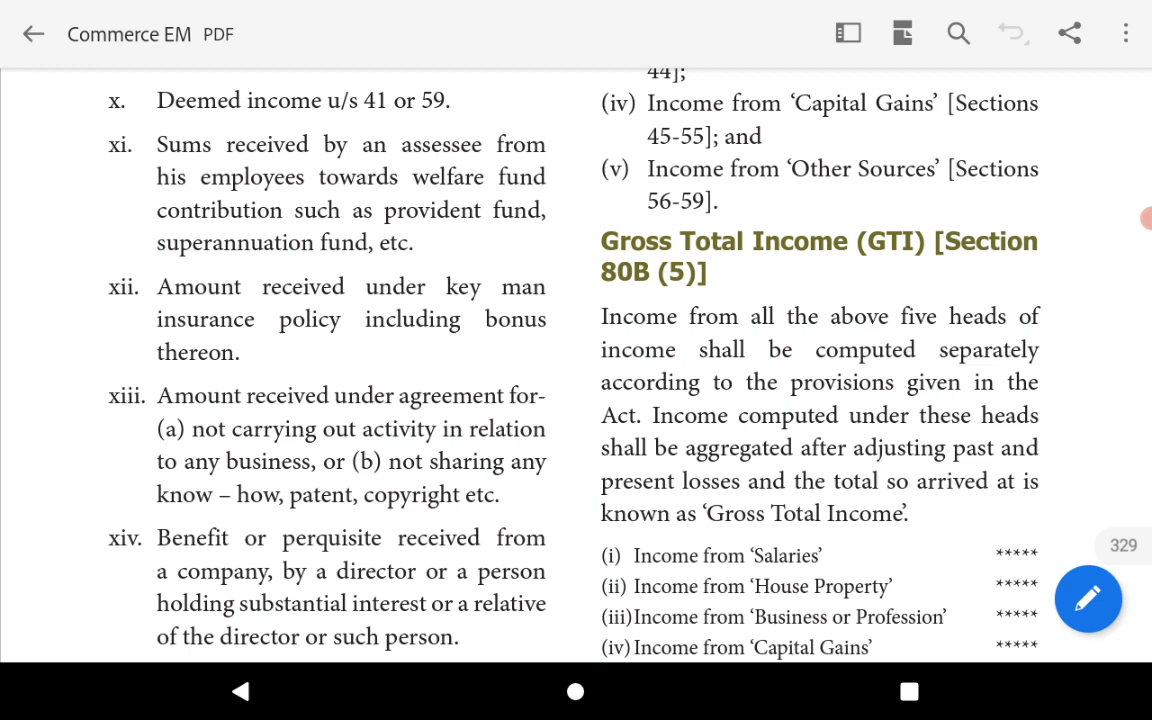 Commerce EM PDF
x. Deemed income u/s 41 or 59.
xi. Sums received by an assessee from
his employees towards welfare fund
contribution such as provident fund,
superannuation fund, etc.
xii. Amount received under key man
insurance policy including bonus
thereon.
xiii. Amount received under agreement for-
(a) not carrying out activity in relation
to any business, or (b) not sharing any
know – how, patent, copyright etc.
xiv. Benefit or perquisite received from
a company, by a director or a person
holding substantial interest or a relative
of the director or such person.
44];
(iv) Income from ‘Capital Gains’ [Sections
45-55]; and
(v) Income from ‘Other Sources’ [Sections
56-59].
Gross Total Income (GTI) [Section
80B (5)]
Income from all the above five heads of
income shall be computed separately
according to the provisions given in the
Act. Income computed under these heads
shall be aggregated after adjusting past and
present losses and the total so arrived at is
known as ‘Gross Total Income’.
(i) Income from ‘Salaries’ *****
(ii) Income from ‘House Property’ *****
(iii)Income from ‘Business or Profession’ *****
(iv) Income from ‘Capital Gains’ *****
329